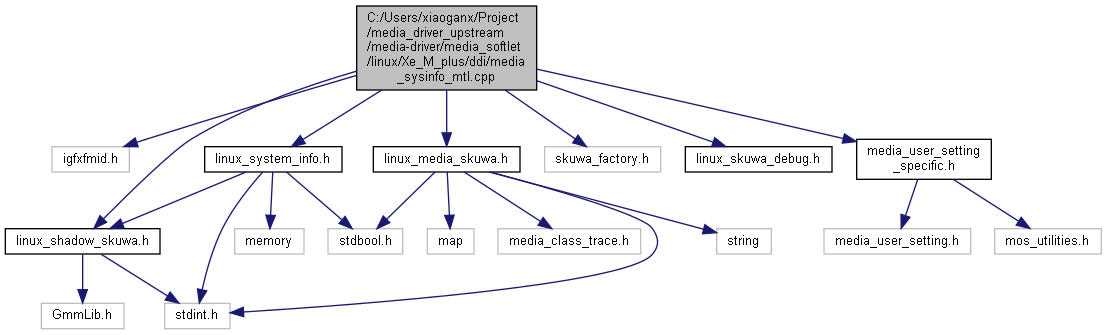 C:/Users/xiaoganx/Project
/media_driver_upstream
/media-driver/media_softlet
/linux/Xe_M_plus/ddi/media
_sysinfo_mtl.cpp
igfxfmid.h
linux_system_info.h
linux_media_skuwa.h
skuwa_factory.h
linux_skuwa_debug.h
media_user_setting
_specific.h
linux_shadow_skuwa.h
memory
stdbool.h
map
media_class_trace.h
string
media_user_setting.h
mos_utilities.h
GmmLib.h
stdint.h